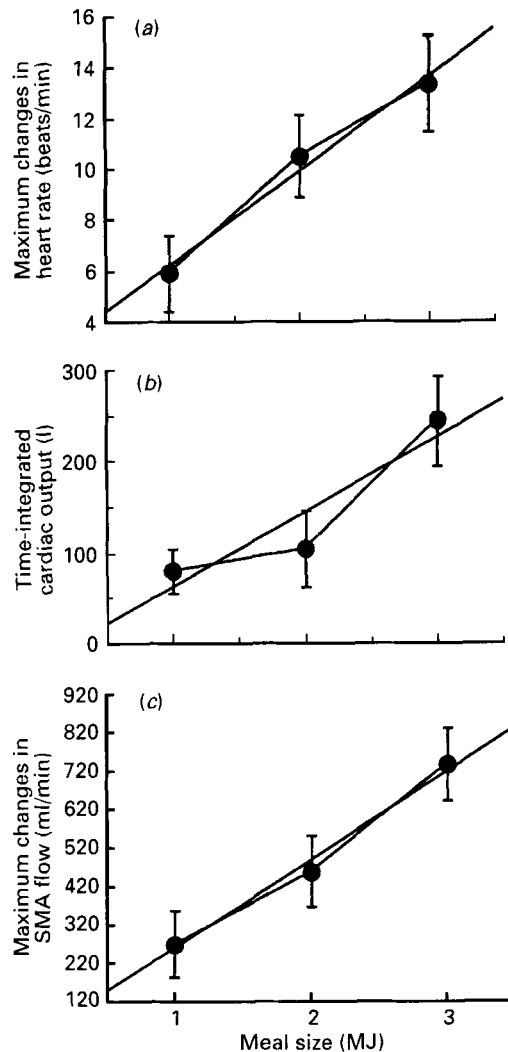 (a)
16
14
12
10
8
6
4
Maximum changes in
heart rate (beats/min)
(b)
300
200
100
0
Time-integrated
cardiac output (l)
(c)
920
820
720
620
520
420
320
220
120
Maximum changes in
SMA flow (ml/min)
1 2 3
Meal size (MJ)